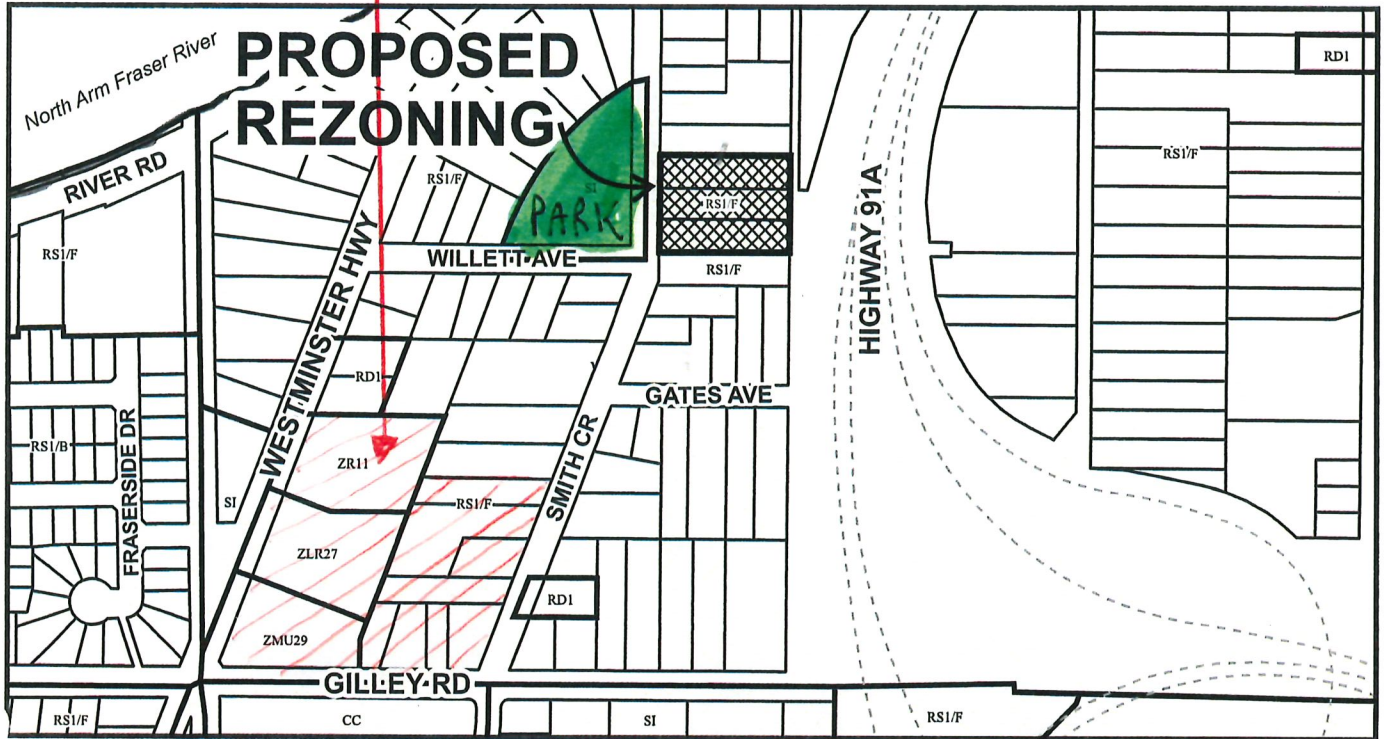 North Arm Fraser River
PROPOSED
REZONING
RIVER RD
RD1
RS1/F
RS1/F
SI
PARK
RS1/F
RS1/F
WESTMINSTER HWY
WILLETT AVE
RS1/F
HIGHWAY 91A
RD1
GATES AVE
RS1/B
FRASERSIDE DR
SI
ZR11
RS1/F
SMITH CR
ZLR27
RD1
ZMU29
GILLEY RD
RS1/F
CC
SI
RS1/F